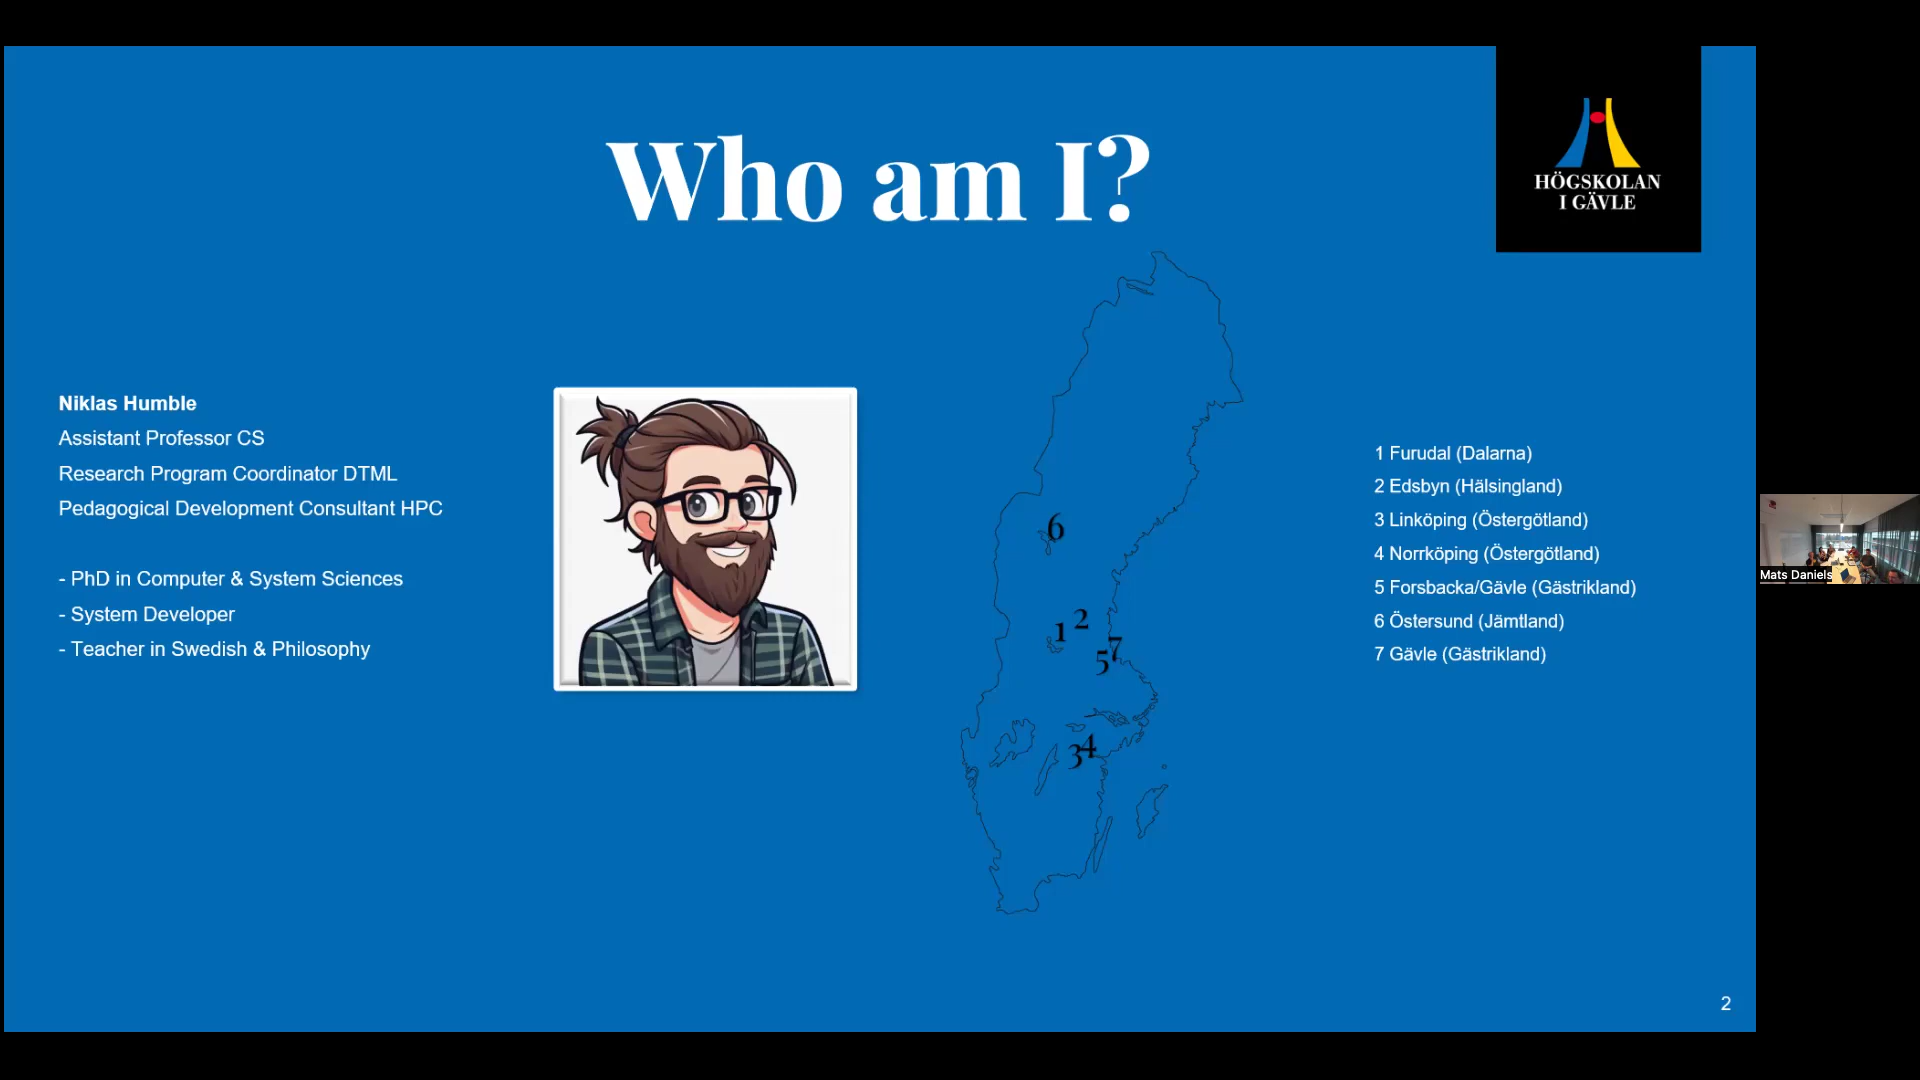 Who am I?
HÖGSKOLAN
I GÄVLE
Niklas Humble
Assistant Professor CS
Research Program Coordinator DTML
Pedagogical Development Consultant HPC
- PhD in Computer & System Sciences
- System Developer
- Teacher in Swedish & Philosophy
6
2
1
7
5
4
3
1 Furudal (Dalarna)
2 Edsbyn (Hälsingland)
3 Linköping (Östergötland)
4 Norrköping (Östergötland)
5 Forsbacka/Gävle (Gästrikland)
6 Östersund (Jämtland)
7 Gävle (Gästrikland)
Mats Daniels
2